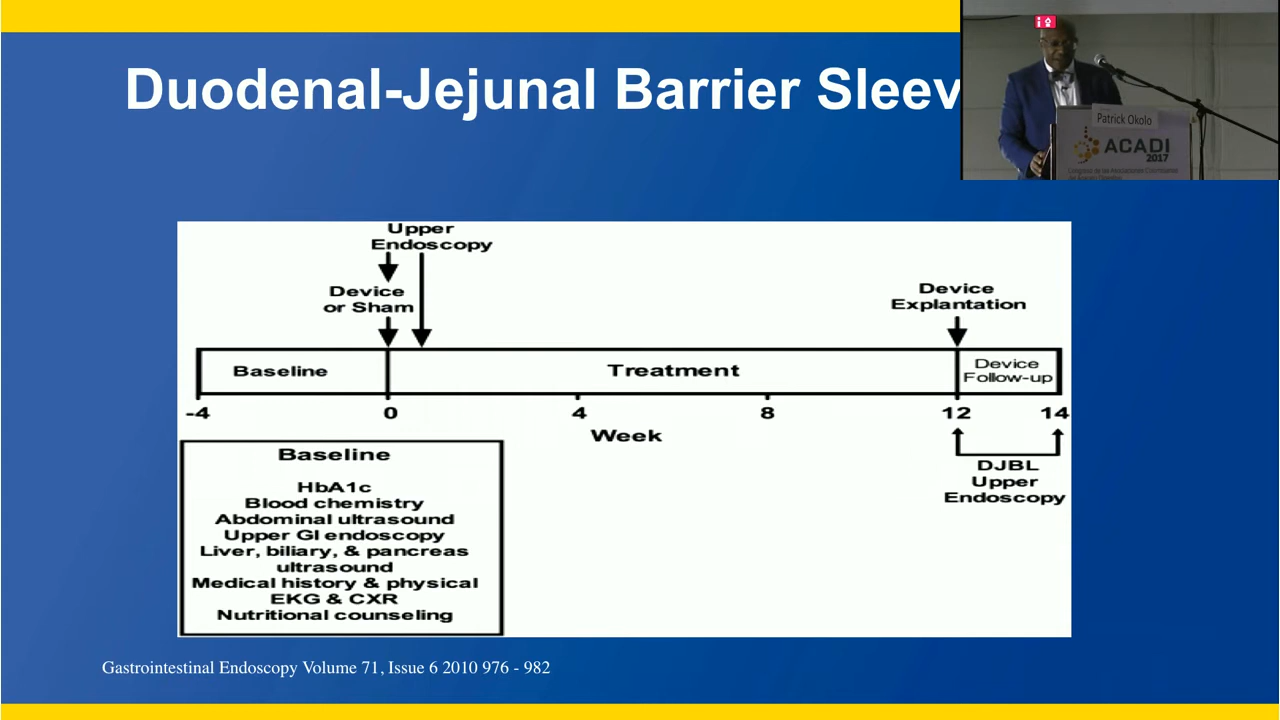 Duodenal-Jejunal Barrier Sleev
Patrick Okolo
ACADI
2017
Upper
Endoscopy
Device
or Sham
Device
Explantation
Baseline
Treatment
Device
Follow-up
-4 0 4 8 12 14
Week
Baseline
HbA1c
Blood chemistry
Abdominal ultrasound
Upper GI endoscopy
Liver, biliary, & pancreas
ultrasound
Medical history & physical
EKG & CXR
Nutritional counseling
DJBL
Upper
Endoscopy
Gastrointestinal Endoscopy Volume 71, Issue 6 2010 976 - 982